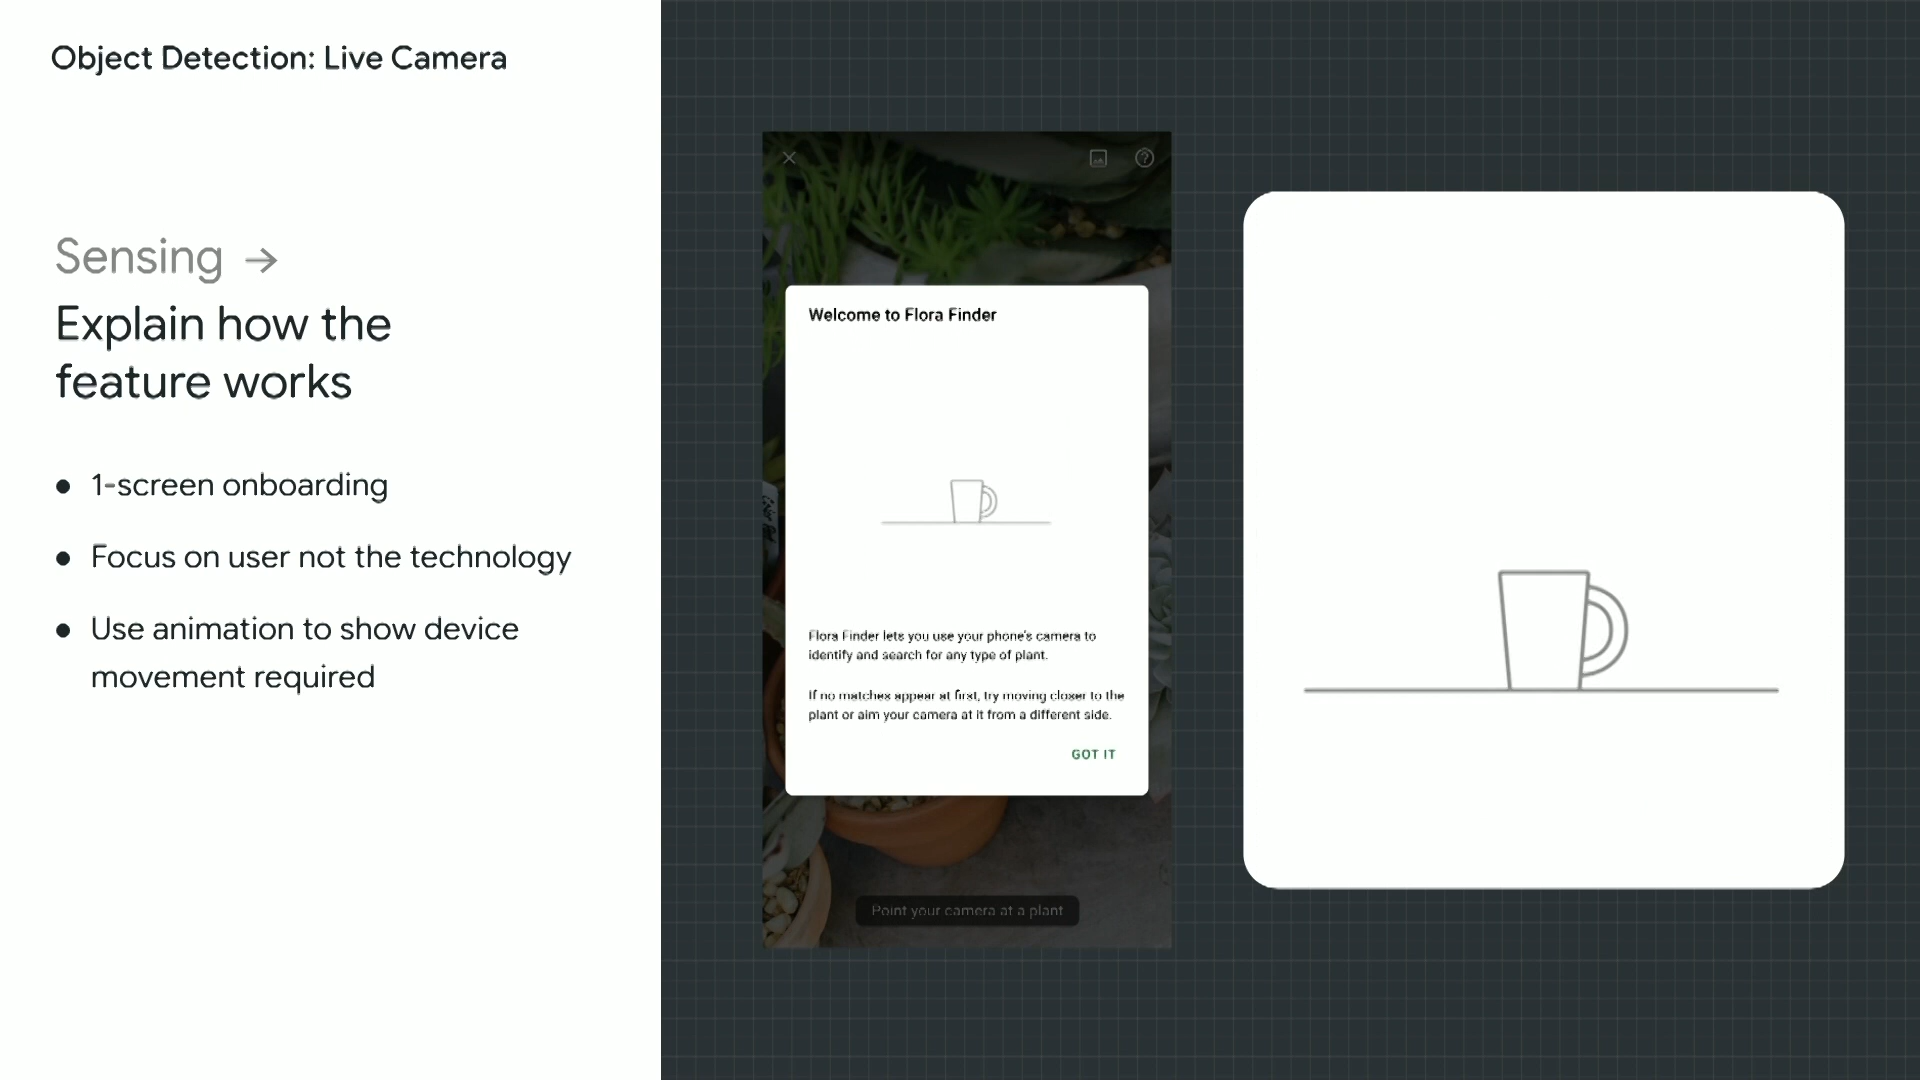 Object Detection: Live Camera
Sensing →
Explain how the
feature works
• 1-screen onboarding
• Focus on user not the technology
• Use animation to show device
movement required
Welcome to Flora Finder
Flora Finder lets you use your phone's camera to
identify and search for any type of plant.
If no matches appear at first, try moving closer to the
plant or aim your camera at it from a different side.
GOT IT
Point your camera at a plant